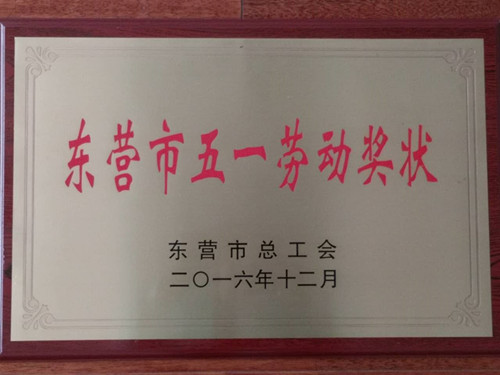 东营市五一劳动奖状
东营市总工会
二〇一六年十二月